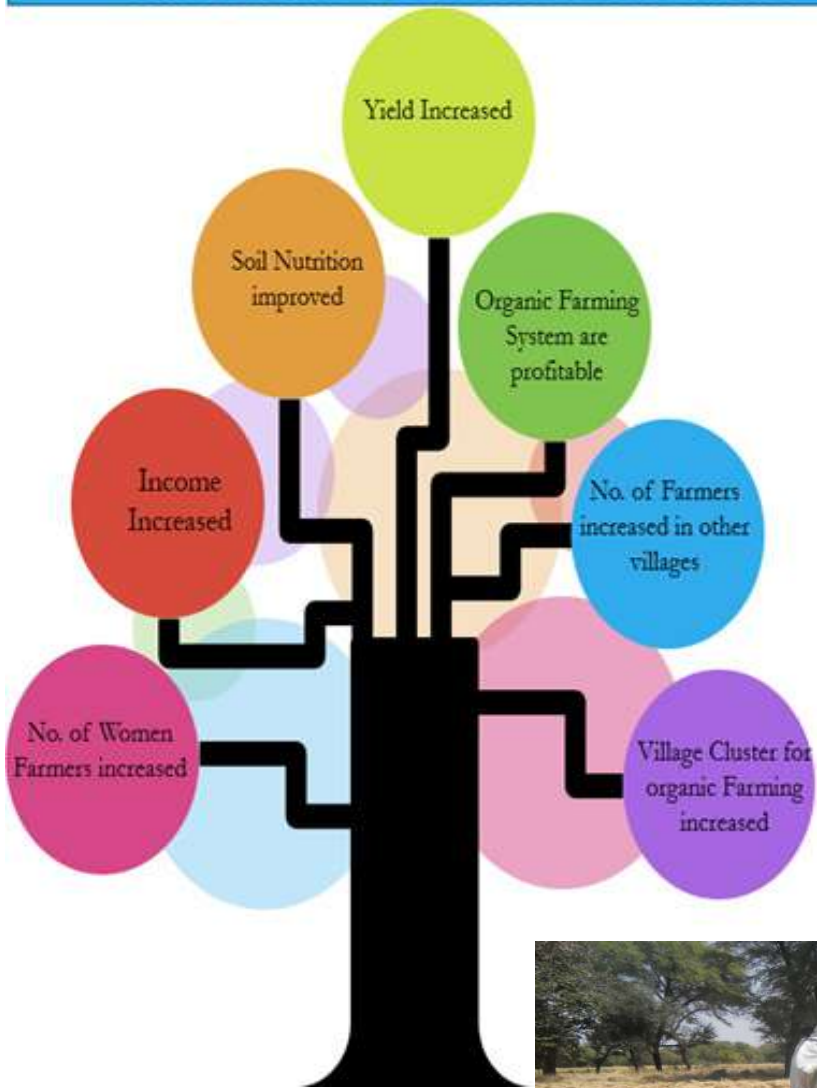 Yield Increased
Soil Nutrition
improved
Organic Farming
System are
profitable
Income
Increased
No. of Farmers
increased in other
villages
No. of Women
Farmers increased
Village Cluster for
organic Farming
increased